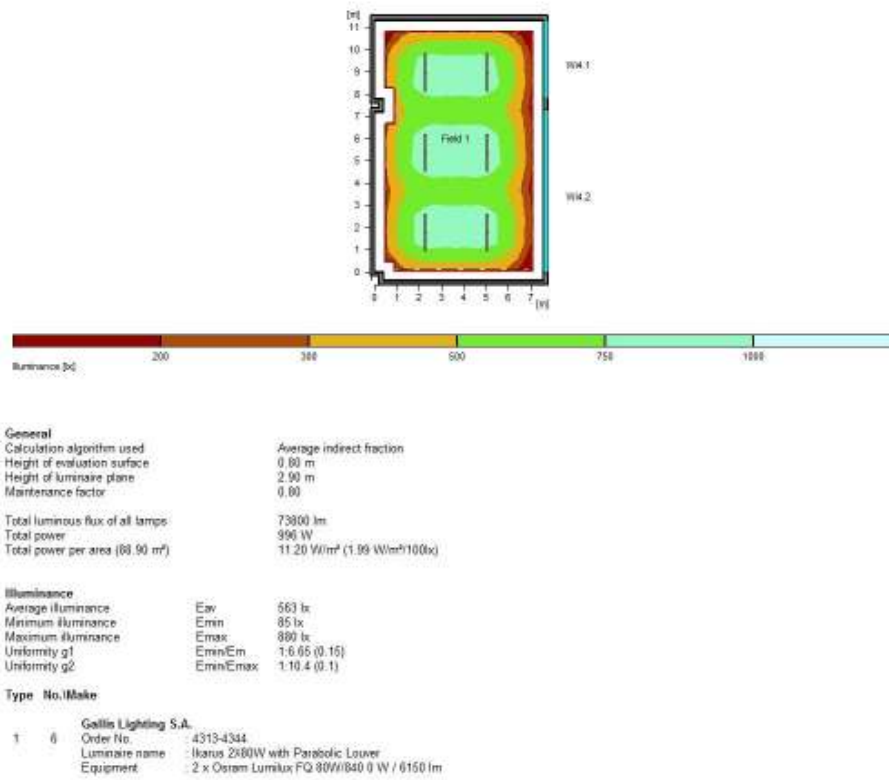 [m]
11
10
9
8
7
6
5
4
3
2
1
0
0 1 2 3 4 5 6 7
[m]
Field 1
Wi4.1
Wi4.2
200 300 500 750 1000
Illuminance [lx]
General
Calculation algorithm used Average indirect fraction
Height of evaluation surface 0.80 m
Height of luminaire plane 2.90 m
Maintenance factor 0.80
Total luminous flux of all lamps 73800 lm
Total power 996 W
Total power per area (88.90 m²) 11.20 W/m² (1.99 W/m²/100lx)
Illuminance
Average illuminance Eav 563 lx
Minimum illuminance Emin 85 lx
Maximum illuminance Emax 880 lx
Uniformity g1 Emin/Em 1:6.65 (0.15)
Uniformity g2 Emin/Emax 1:10.4 (0.1)
Type No.\Make
Gallis Lighting S.A.
1 6 Order No. : 4313-4344
Luminaire name : Ikarus 2X80W with Parabolic Louver
Equipment : 2 x Osram Lumilux FQ 80W/840 0 W / 6150 lm